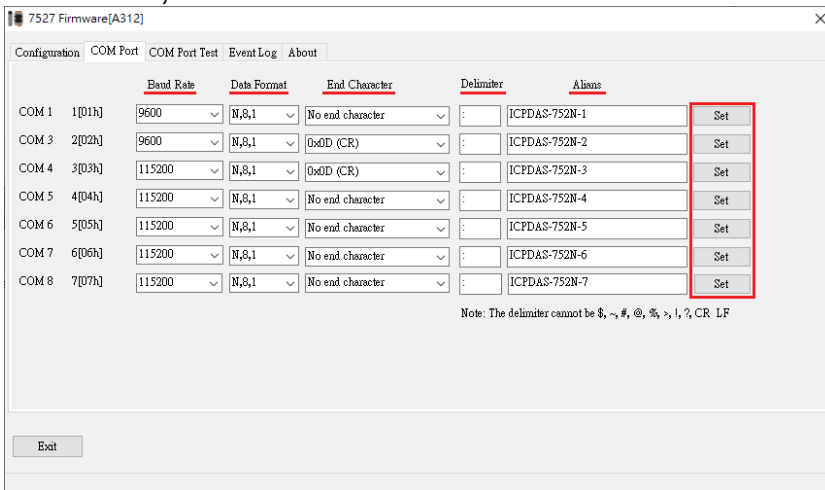 7527 Firmware[A312]
Configuration COM Port COM Port Test Event Log About
Baud Rate Data Format End Character Delimiter Alians
COM 1 1[01h] 9600 N,8,1 No end character : ICPDAS-752N-1 Set
COM 3 2[02h] 9600 N,8,1 0x0D (CR) : ICPDAS-752N-2 Set
COM 4 3[03h] 115200 N,8,1 0x0D (CR) : ICPDAS-752N-3 Set
COM 5 4[04h] 115200 N,8,1 No end character : ICPDAS-752N-4 Set
COM 6 5[05h] 115200 N,8,1 No end character : ICPDAS-752N-5 Set
COM 7 6[06h] 115200 N,8,1 No end character : ICPDAS-752N-6 Set
COM 8 7[07h] 115200 N,8,1 No end character : ICPDAS-752N-7 Set
Note: The delimiter cannot be $, ~, #, @, %, >, !, ?, CR LF
Exit